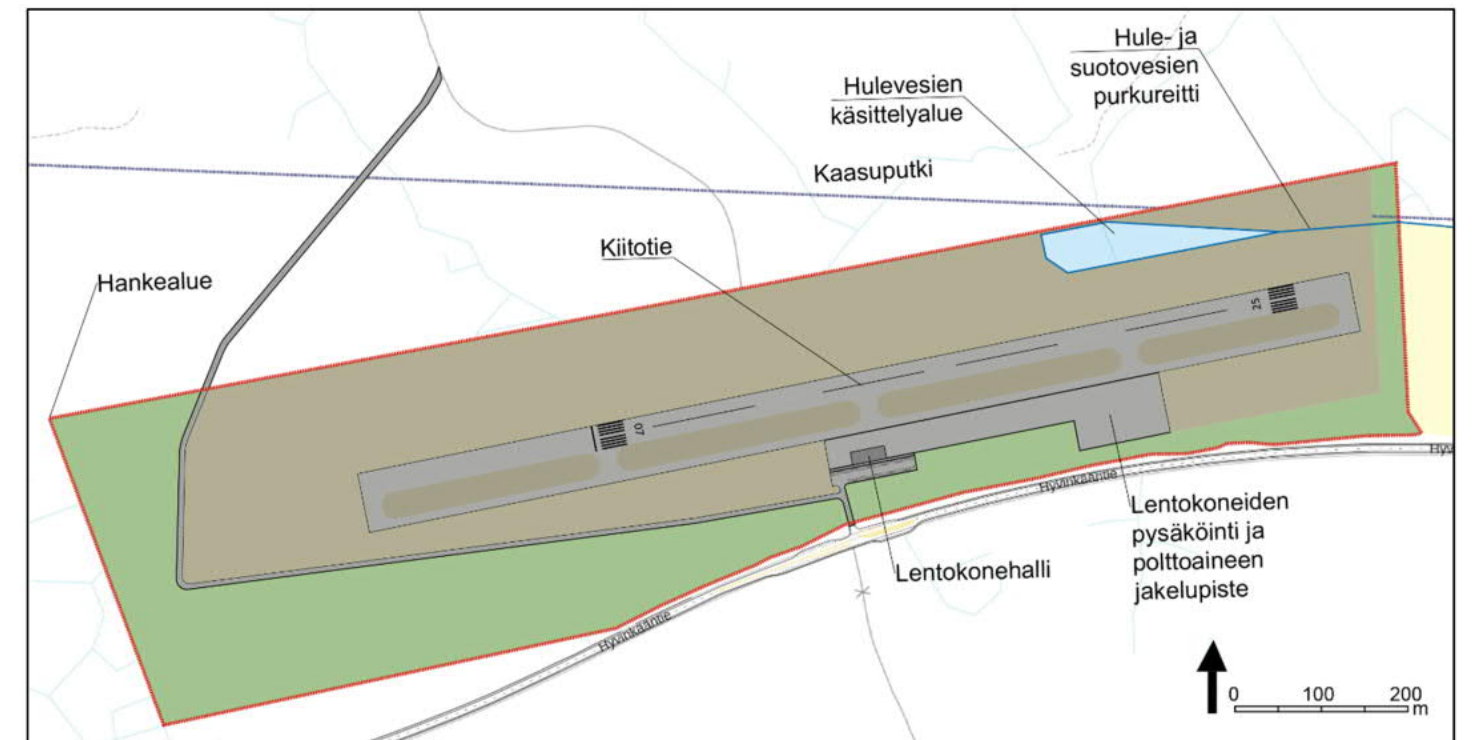 Hule- ja
suotovesien
purkureitti
Hulevesien
käsittelyalue
Kaasuputki
Kiitotie
Hankealue
25
07
Hyv
Hyvinkääntie
Lentokoneiden
pysäköinti ja
polttoaineen
jakelupiste
Lentokonehalli
Hyvinkääntie
0 100 200
m